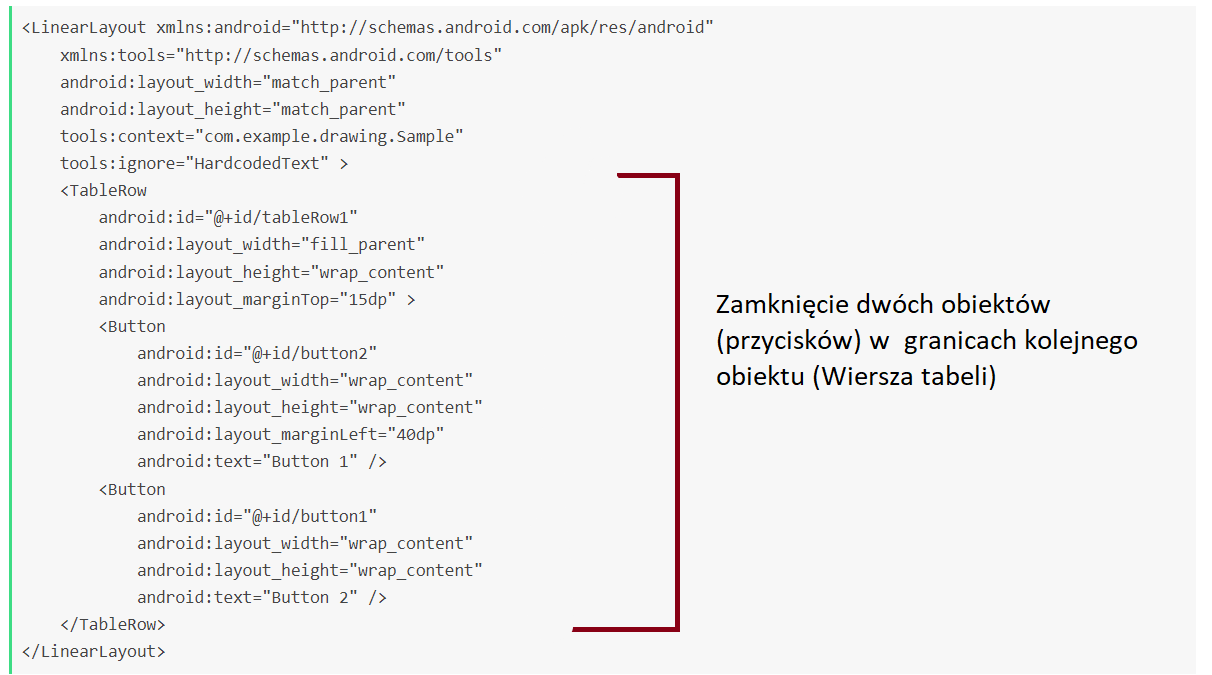 <LinearLayout xmlns:android="http://schemas.android.com/apk/res/android"
    xmlns:tools="http://schemas.android.com/tools"
    android:layout_width="match_parent"
    android:layout_height="match_parent"
    tools:context="com.example.drawing.Sample"
    tools:ignore="HardcodedText" >
    <TableRow
        android:id="@+id/tableRow1"
        android:layout_width="fill_parent"
        android:layout_height="wrap_content"
        android:layout_marginTop="15dp" >
        <Button
            android:id="@+id/button2"
            android:layout_width="wrap_content"
            android:layout_height="wrap_content"
            android:layout_marginLeft="40dp"
            android:text="Button 1" />
        <Button
            android:id="@+id/button1"
            android:layout_width="wrap_content"
            android:layout_height="wrap_content"
            android:text="Button 2" />
    </TableRow>
</LinearLayout>
Zamknięcie dwóch obiektów
(przycisków) w  granicach kolejnego
obiektu (Wiersza tabeli)